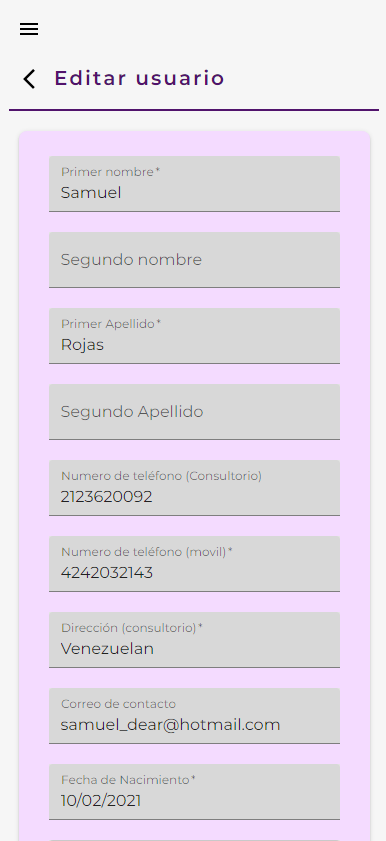 Editar usuario
Primer nombre*
Samuel
Segundo nombre
Primer Apellido*
Rojas
Segundo Apellido
Numero de teléfono (Consultorio)
2123620092
Numero de teléfono (movil)*
4242032143
Dirección (consultorio)*
Venezuelan
Correo de contacto
samuel_dear@hotmail.com
Fecha de Nacimiento*
10/02/2021